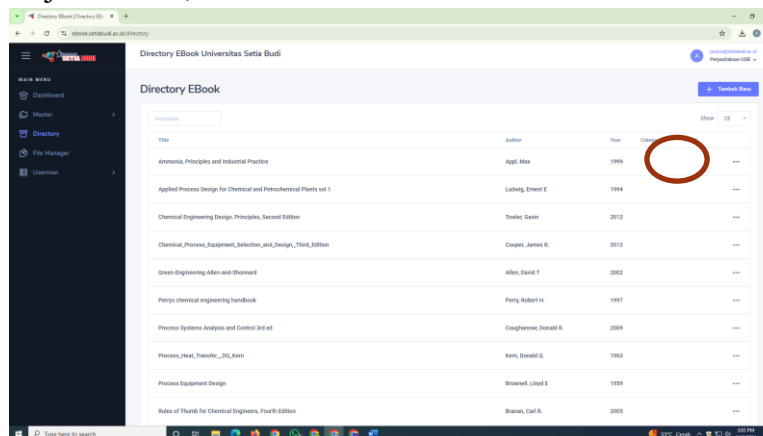 Directory EBook |Directory EB
ebook.setiabudi.ac.id/directory
SETIA BUDI
Directory EBook Universitas Setia Budi
A
Perpustakaan USB
MAIN MENU
Dashboard
Master
Directory
File Manager
Userman
Directory EBook
+ Tambah Baru
Pencarian
Show 25
Title Author Year
Ammonia, Principles and Industrial Practice Appl, Max 1999
Applied Process Design for Chemical and Petrochemical Plants vol 1 Ludwig, Ernest E 1994
Chemical Engineering Design, Principles, Second Edition Towler, Gavin 2012
Chemical_Process_Equipment_Selection_and_Design,_Third_Edition Couper, James R. 2012
Green-Engineering-Allen-and-Shonnard Allen, David T 2002
Perrys chemical engineering handbook Perry, Robert H. 1997
Process Systems Analysis and Control 3rd ed Coughanowr, Donald R. 2009
Process_Heat_Transfer__DQ_Kern Kern, Donald Q. 1963
Process Equipment Design Brownell, Lloyd E 1959
Rules of Thumb for Chemical Engineers, Fourth Edition Branan, Carl R. 2005
Type here to search
33°C Cerah